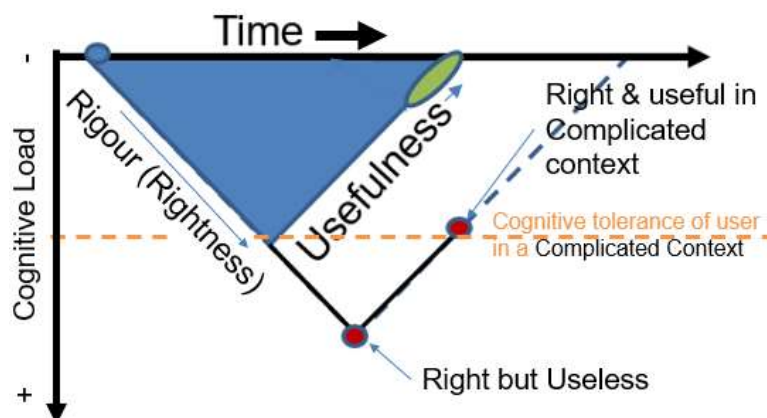 Time
-
Rigour (Rightness)
Usefulness
Right & useful in
Complicated
context
Cognitive Load
Cognitive tolerance of user
in a Complicated Context
Right but Useless
+